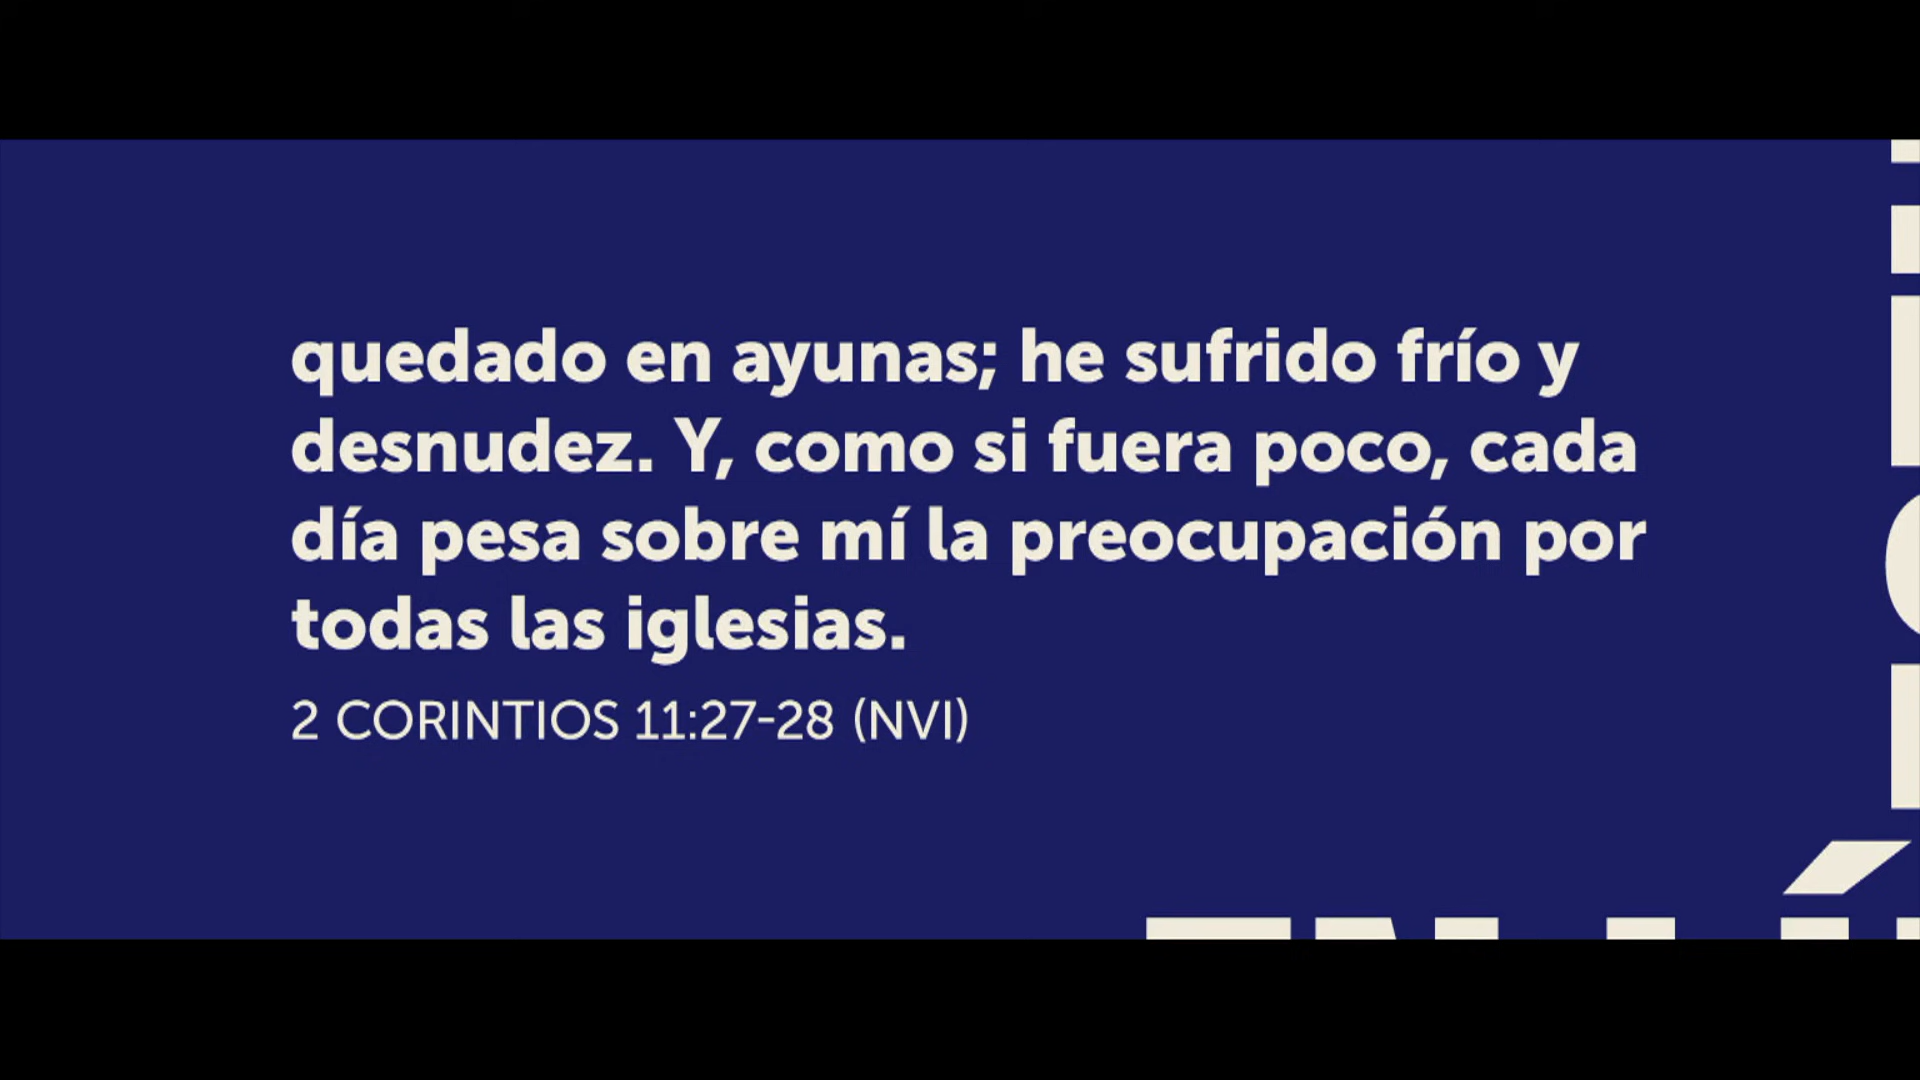 quedado en ayunas; he sufrido frío y
desnudez. Y, como si fuera poco, cada
día pesa sobre mí la preocupación por
todas las iglesias.
2 CORINTIOS 11:27-28 (NVI)